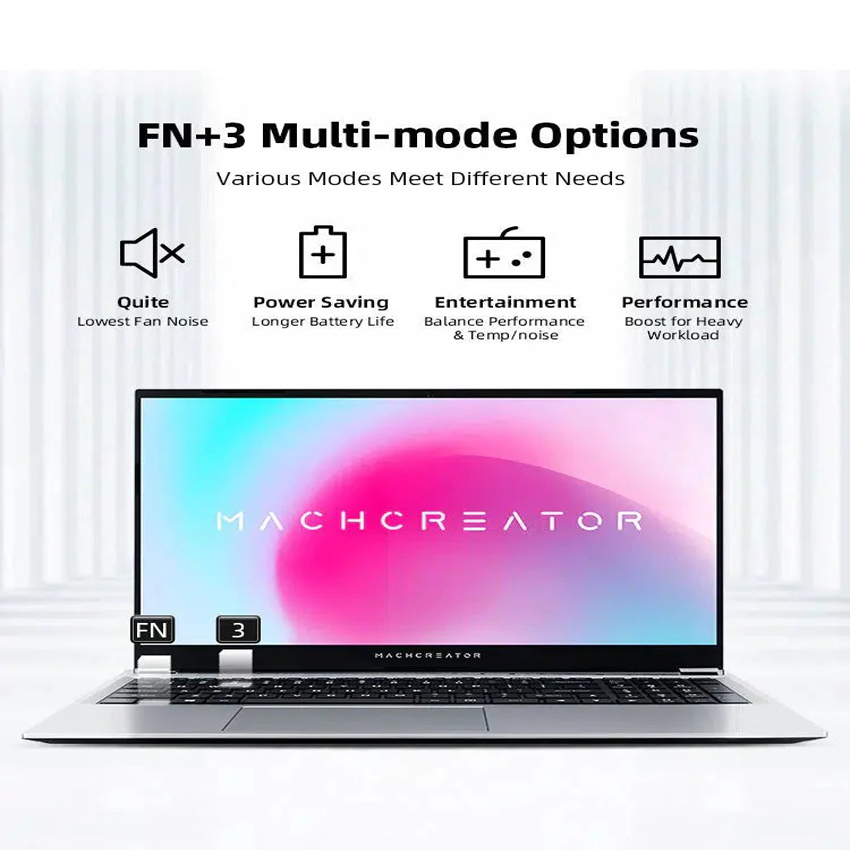 FN+3 Multi-mode Options
Various Modes Meet Different Needs
Quite
Lowest Fan Noise
Power Saving
Longer Battery Life
Entertainment
Balance Performance
& Temp/noise
Performance
Boost for Heavy
Workload
MACHCREATOR
FN
3
MACHCREATOR